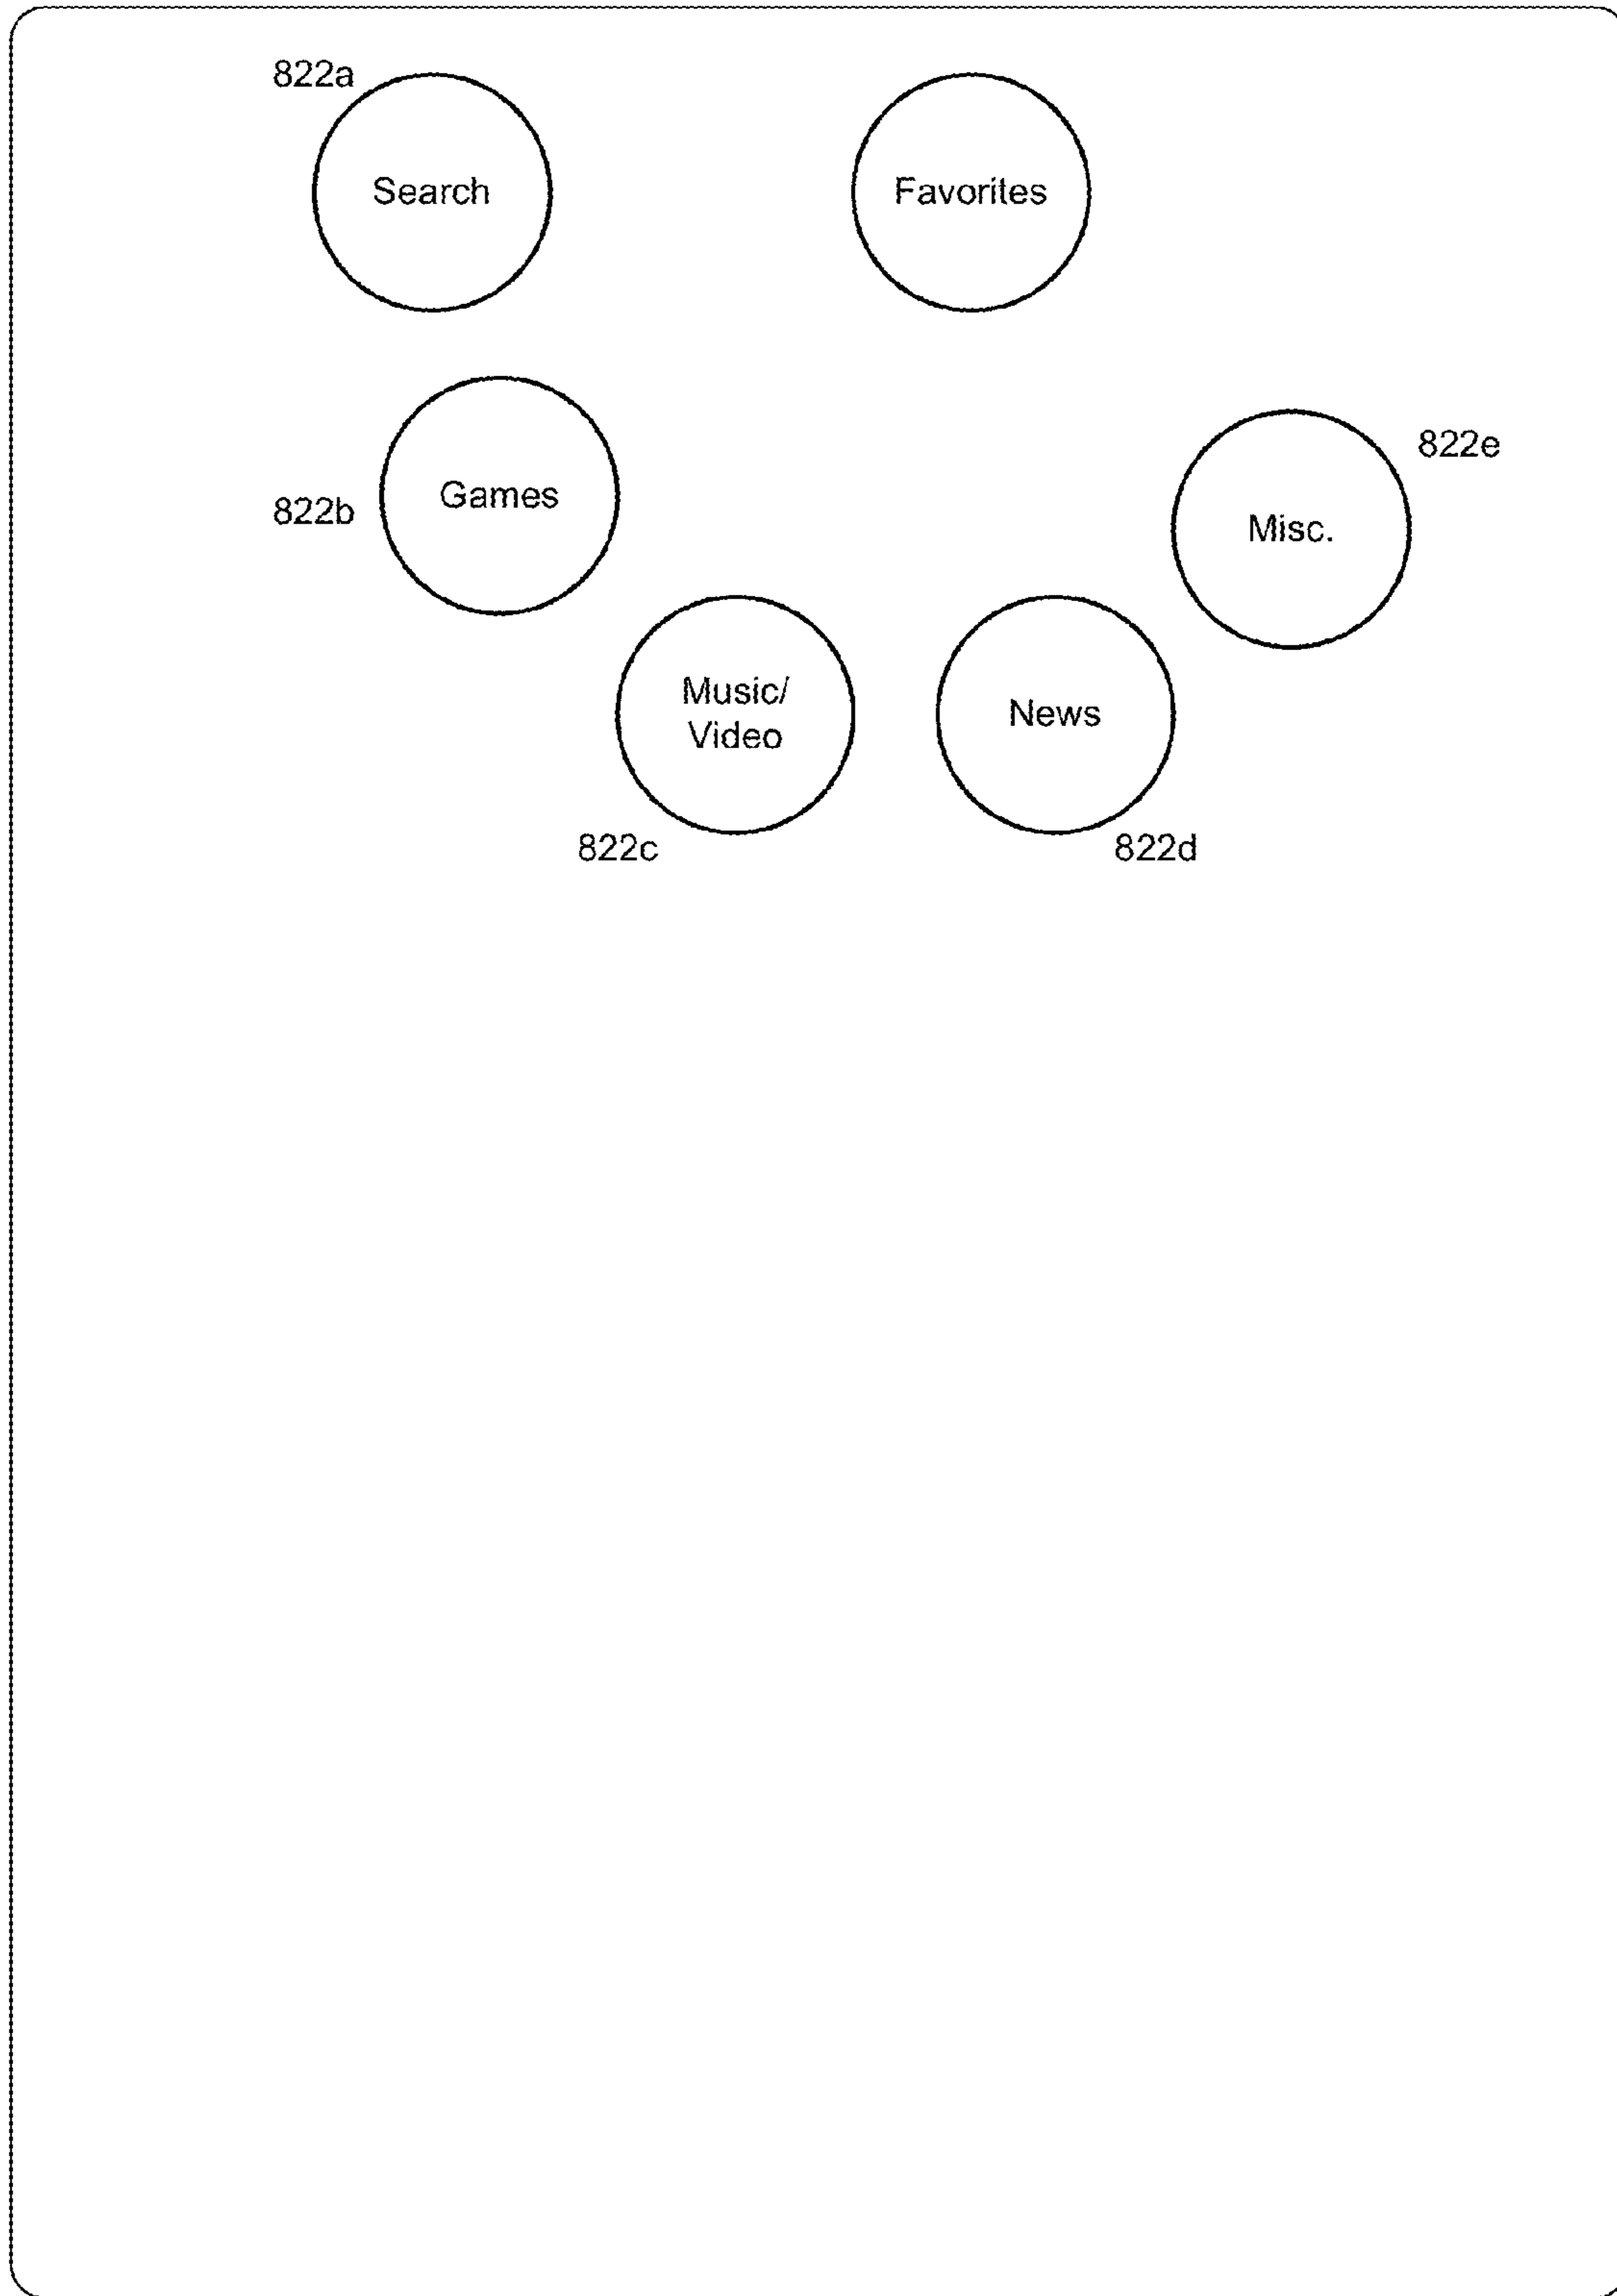 822a
Search
Favorites
822b
Games
822e
Misc.
Music/
Video
News
822c
822d